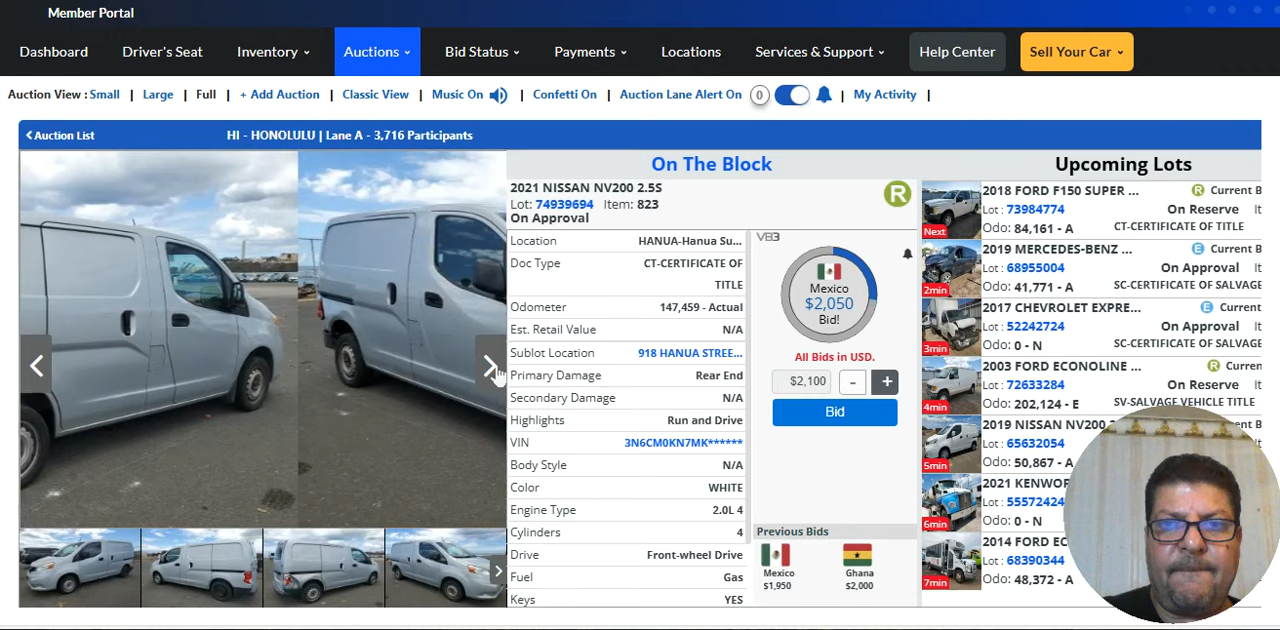 Member Portal
Dashboard Driver's Seat Inventory Auctions Bid Status Payments Locations Services & Support Help Center Sell Your Car
Auction View : Small | Large | Full | + Add Auction | Classic View | Music On | Confetti On | Auction Lane Alert On 0 | My Activity |
Auction List HI - HONOLULU | Lane A - 3,716 Participants
On The Block
2021 NISSAN NV200 2.5S
Lot: 74939694 Item: 823
On Approval
R
Location HANUA-Hanua Su...
Doc Type CT-CERTIFICATE OF
TITLE
Odometer 147,459 - Actual
Est. Retail Value N/A
Sublot Location 918 HANUA STREE...
Primary Damage Rear End
Secondary Damage N/A
Highlights Run and Drive
VIN 3N6CM0KN7MK******
Body Style N/A
Color WHITE
Engine Type 2.0L 4
Cylinders 4
Drive Front-wheel Drive
Fuel Gas
Keys YES
Mexico
$2,050
Bid!
All Bids in USD.
$2,100 - +
Bid
Previous Bids
Mexico Ghana
$1,950 $2,000
Upcoming Lots
2018 FORD F150 SUPER ... R Current B
Lot : 73984774 On Reserve It
Odo: 84,161 - A CT-CERTIFICATE OF TITLE
Next
2019 MERCEDES-BENZ ... E Current B
Lot : 68955004 On Approval It
Odo: 41,771 - A SC-CERTIFICATE OF SALVAG
2min
2017 CHEVROLET EXPRE... E Current
Lot : 52242724 On Approval It
Odo: 0 - N SC-CERTIFICATE OF SALVAGE
3min
2003 FORD ECONOLINE ... R Curren
Lot : 72633284 On Reserve It
Odo: 202,124 - E SV-SALVAGE VEHICLE TITLE
4min
2019 NISSAN NV200
Lot : 65632054
Odo: 50,867 - A
5min
2021 KENWOR
Lot : 55572424
Odo: 0 - N
6min
2014 FORD EC
Lot : 68390344
Odo: 48,372 - A
7min